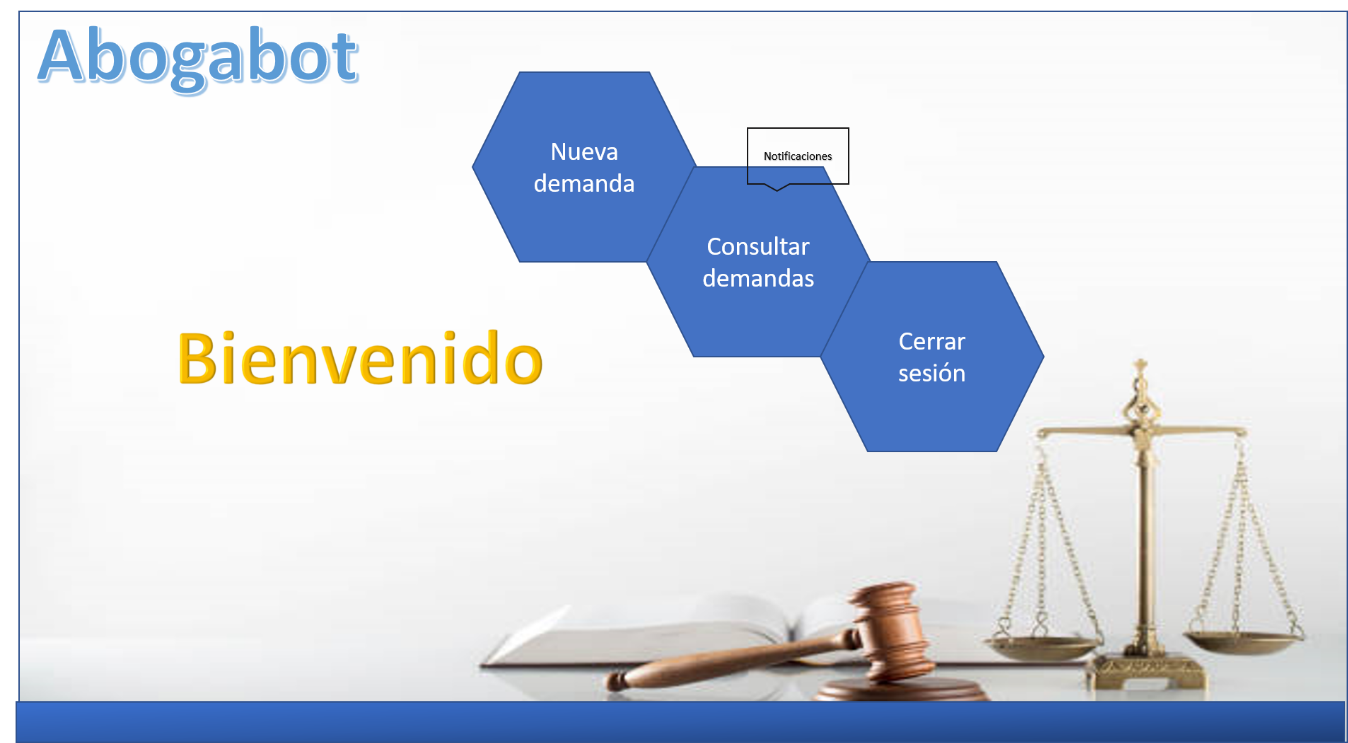 Abogabot
Nueva
demanda
Notificaciones
Consultar
demandas
Cerrar
sesión
Bienvenido